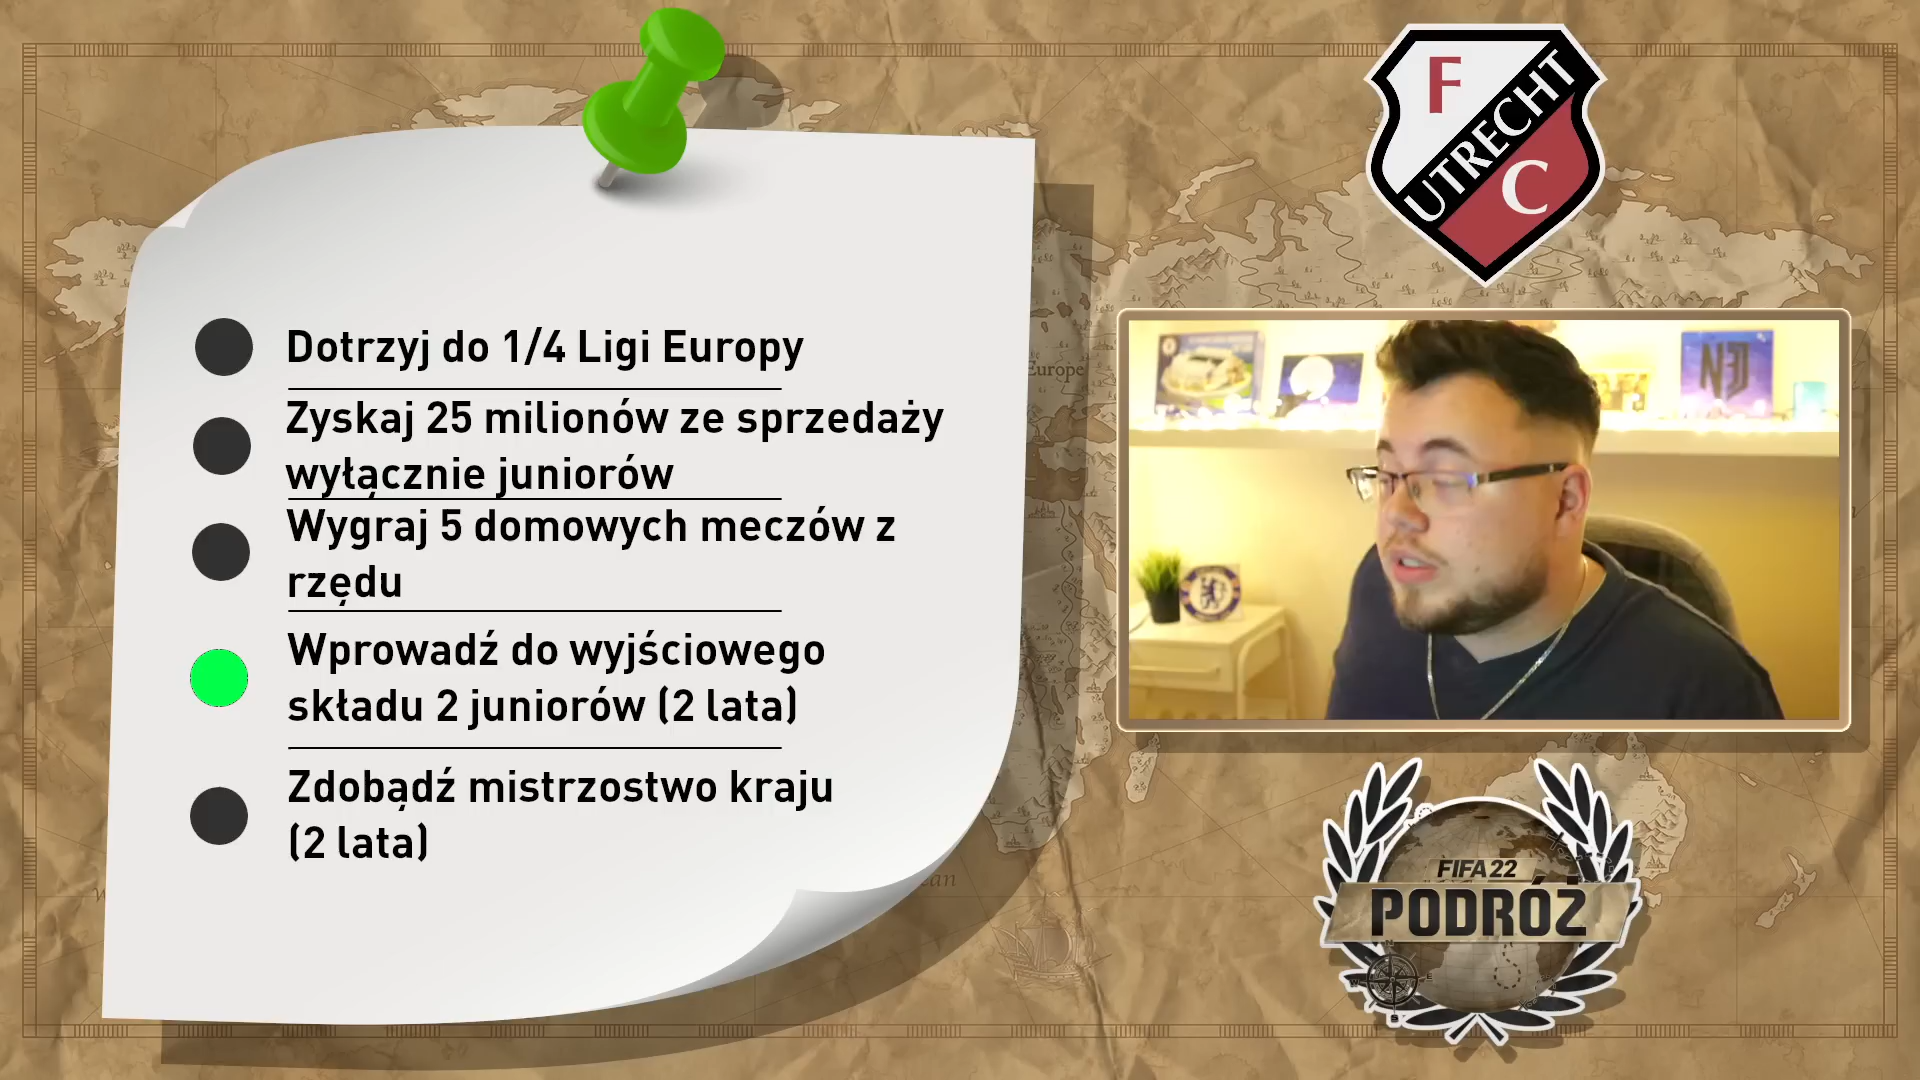 Dotrzyj do 1/4 Ligi Europy
Zyskaj 25 milionów ze sprzedaży
wyłącznie juniorów
Wygraj 5 domowych meczów z
rzędu
Wprowadź do wyjściowego
składu 2 juniorów (2 lata)
Zdobądź mistrzostwo kraju
(2 lata)
F
UTRECHT
C
Europe
FIFA 22
PODRÓŻ